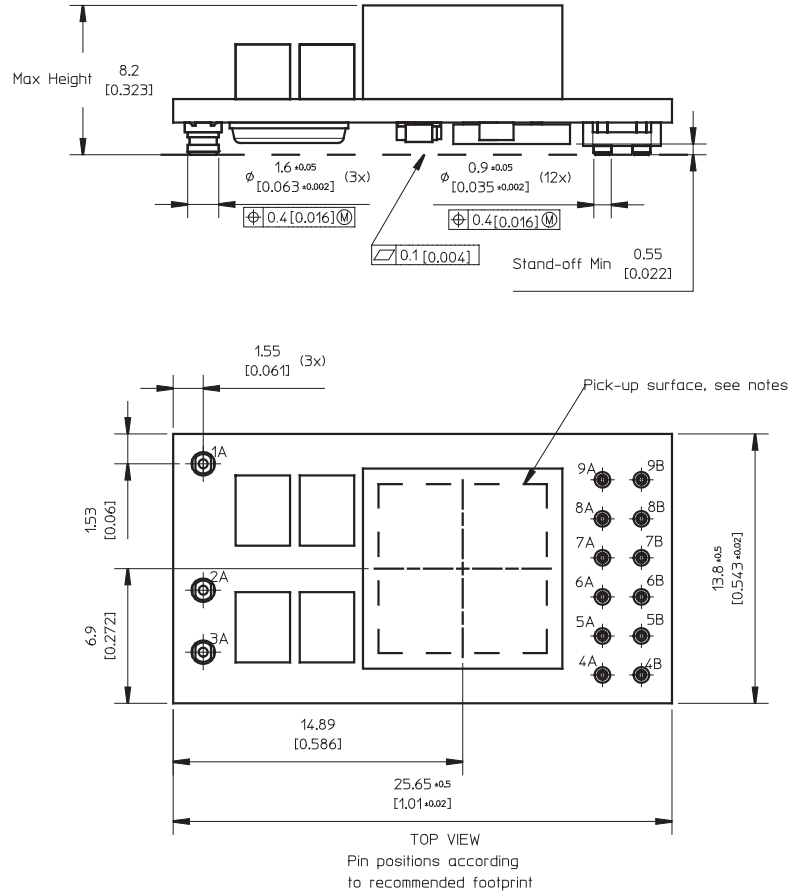 Max Height 8.2
[0.323]
⌀ 1.6 ±0.05
[0.063 ±0.002] (3x)
⌖ 0.4 [0.016] Ⓜ
⌀ 0.9 ±0.05
[0.035 ±0.002] (12x)
⌖ 0.4 [0.016] Ⓜ
⏥ 0.1 [0.004]
Stand-off Min 0.55
[0.022]
1.55
[0.061] (3x)
Pick-up surface, see notes
1A
2A
3A
9A 9B
8A 8B
7A 7B
6A 6B
5A 5B
4A 4B
1.53
[0.06]
6.9
[0.272]
13.8 ±0.5
[0.543 ±0.02]
14.89
[0.586]
25.65 ±0.5
[1.01 ±0.02]
TOP VIEW
Pin positions according
to recommended footprint